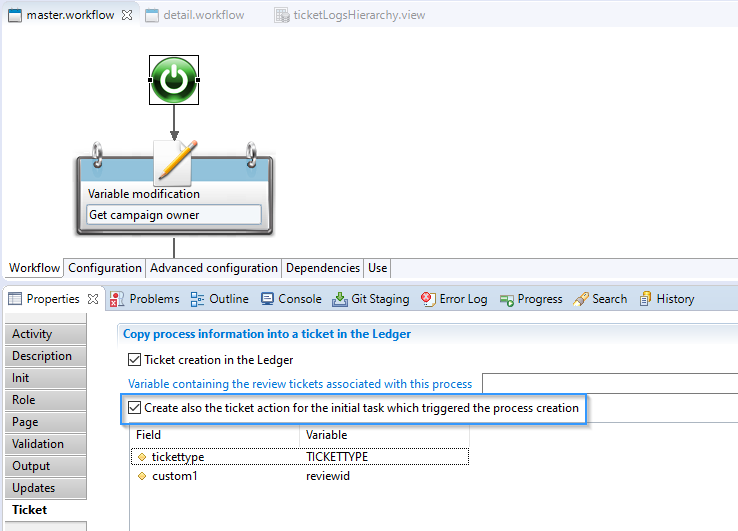 master.workflow
detail.workflow
ticketLogsHierarchy.view
Variable modification
Get campaign owner
Workflow Configuration Advanced configuration Dependencies Use
Properties Problems Outline Console Git Staging Error Log Progress Search History
Activity
Description
Init
Role
Page
Validation
Output
Updates
Ticket
Copy process information into a ticket in the Ledger
Ticket creation in the Ledger
Variable containing the review tickets associated with this process
Create also the ticket action for the initial task which triggered the process creation
Field Variable
tickettype TICKETTYPE
custom1 reviewid